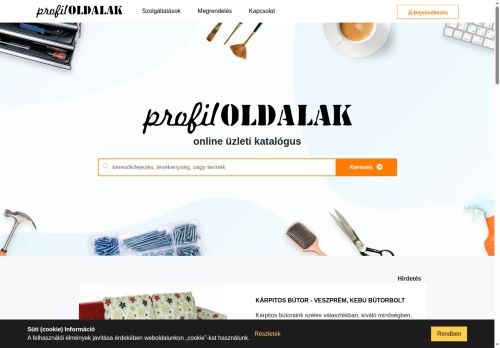 profilOLDALAK
Szolgáltatások
Megrendelés
Kapcsolat
Bejelentkezés
profilOLDALAK
online üzleti katalógus
keresőkifejezés, tevékenység, vagy termék
Keresés
Hirdetés
KÁRPITOS BÚTOR - VESZPRÉM, KEBU BÚTORBOLT
Kárpitos bútoraink széles választékban, kiváló minőségben,
Süti (cookie) Információ
A felhasználói élmények javítása érdekében weboldalunkon „cookie"-kat használunk.
Részletek
Rendben